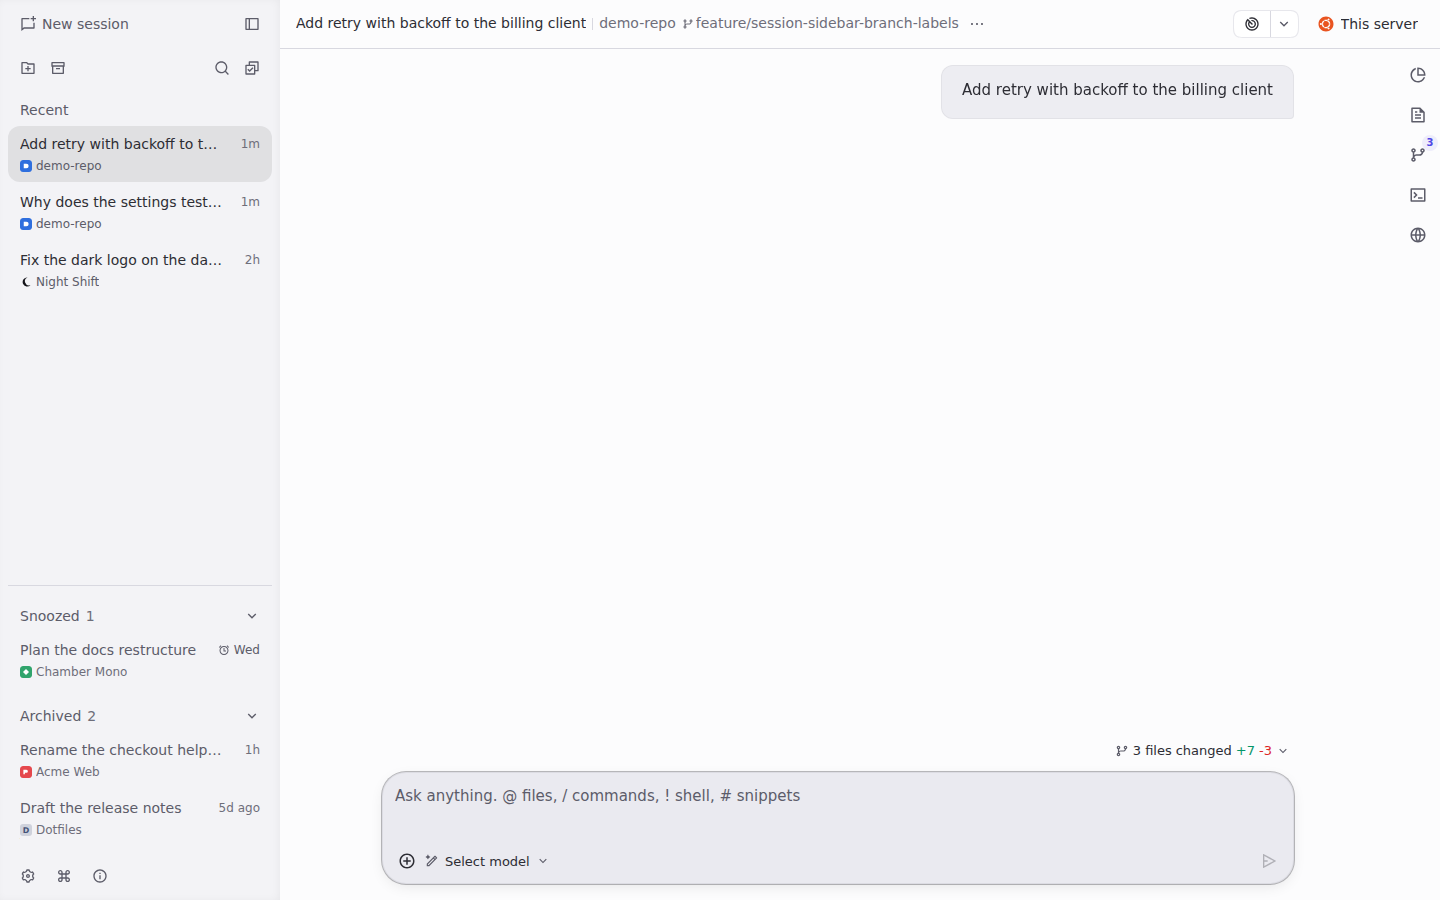 New session
Recent
Add retry with backoff to t... 1m
demo-repo
Why does the settings test... 1m
demo-repo
Fix the dark logo on the da... 2h
Night Shift
Snoozed 1
Plan the docs restructure Wed
Chamber Mono
Archived 2
Rename the checkout help... 1h
Acme Web
Draft the release notes 5d ago
D Dotfiles
Add retry with backoff to the billing client demo-repo feature/session-sidebar-branch-labels
This server
Add retry with backoff to the billing client
3
3 files changed +7 -3
Ask anything. @ files, / commands, ! shell, # snippets
Select model